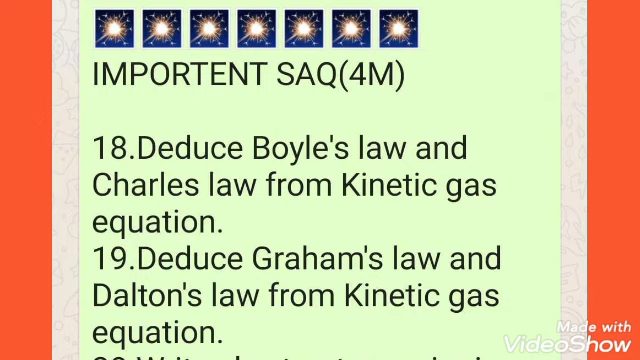 IMPORTENT SAQ(4M)
18.Deduce Boyle's law and
Charles law from Kinetic gas
equation.
19.Deduce Graham's law and
Dalton's law from Kinetic gas
equation.
Made with
VideoShow